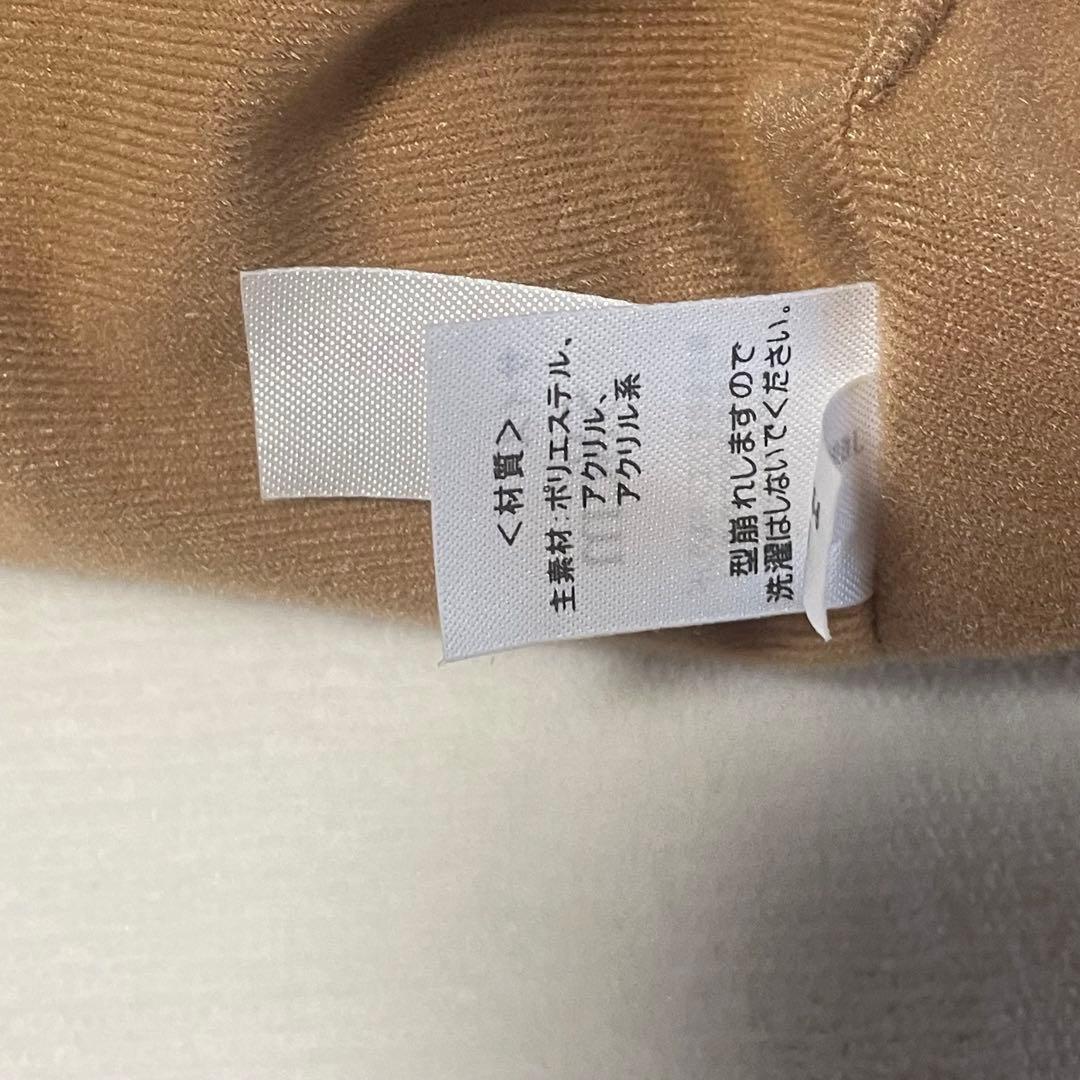 <材質>
主素材:ポリエステル、
アクリル、
アクリル系
型崩れしますので
洗濯はしないでください。